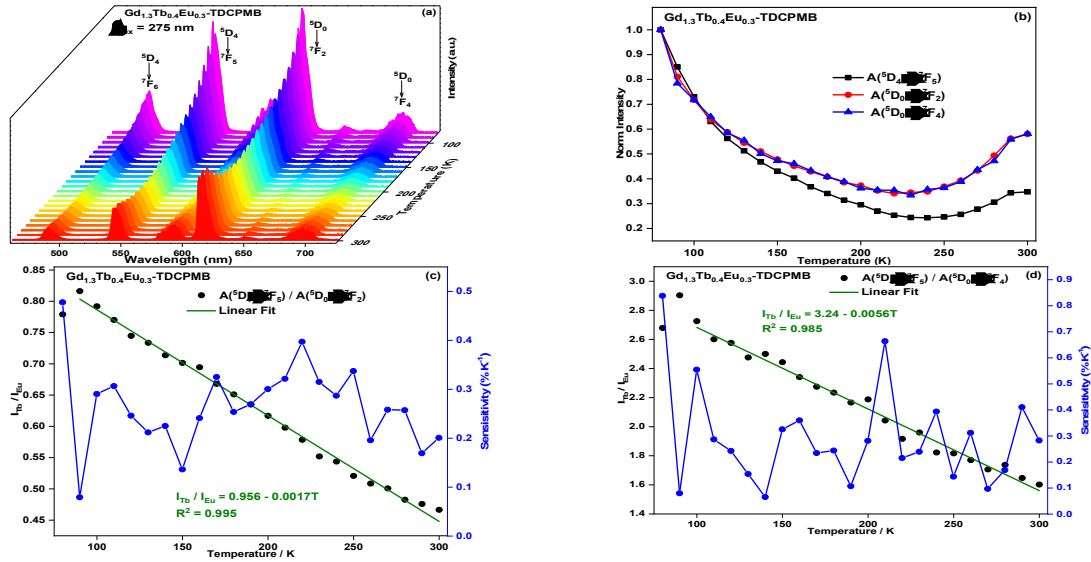 Gd1.3Tb0.4Eu0.3-TDCPMB
(a)
ex = 275 nm
5D4
7F6
5D4
7F5
5D0
7F2
5D0
7F4
Intensity (a.u.)
100
150
200
250
300
Temperature (K)
500 550 600 650 700
Wavelength (nm)
Gd1.3Tb0.4Eu0.3-TDCPMB
(b)
A(5D4 F5)
A(5D0 F2)
A(5D0 F4)
Norm Intensity
1.0
0.9
0.8
0.7
0.6
0.5
0.4
0.3
0.2
100 150 200 250 300
Temperature / K
Gd1.3Tb0.4Eu0.3-TDCPMB
(c)
A(5D F5) / A(5D0 F2)
Linear Fit
ITb / IEu
0.85
0.80
0.75
0.70
0.65
0.60
0.55
0.50
0.45
ITb / IEu = 0.956 - 0.0017T
R2 = 0.995
0.5
0.4
0.3
0.2
0.1
0.0
Sensisitivity (%K-1)
100 150 200 250 300
Temperature / K
Gd1.3Tb0.4Eu0.3-TDCPMB
(d)
A(5D F5) / A(5D0 F4)
Linear Fit
ITb / IEu = 3.24 - 0.0056T
R2 = 0.985
ITb / IEu
3.0
2.8
2.6
2.4
2.2
2.0
1.8
1.6
1.4
0.9
0.8
0.7
0.6
0.5
0.4
0.3
0.2
0.1
0.0
Sensisitivity (%K-1)
100 150 200 250 300
Temperature / K